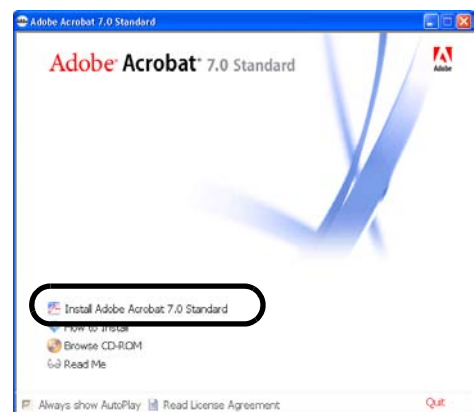 Adobe Acrobat 7.0 Standard
Adobe Acrobat 7.0 Standard
Adobe
Install Adobe Acrobat 7.0 Standard
How to Install
Browse CD-ROM
Read Me
Always show AutoPlay Read License Agreement Quit